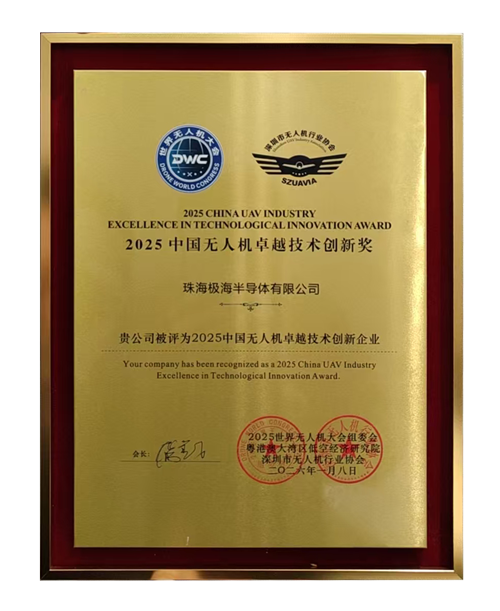 世界无人机大会
DWC
DRONE WORLD CONGRESS
深圳市无人机行业协会
SZUAVIA
2025 CHINA UAV INDUSTRY
EXCELLENCE IN TECHNOLOGICAL INNOVATION AWARD
2025 中国无人机卓越技术创新奖
珠海极海半导体有限公司
贵公司被评为2025中国无人机卓越技术创新企业
Your company has been recognized as a 2025 China UAV Industry
Excellence in Technological Innovation Award.
会长:
2025世界无人机大会组委会
粤港澳大湾区低空经济研究院
深圳市无人机行业协会
二〇二六年一月八日